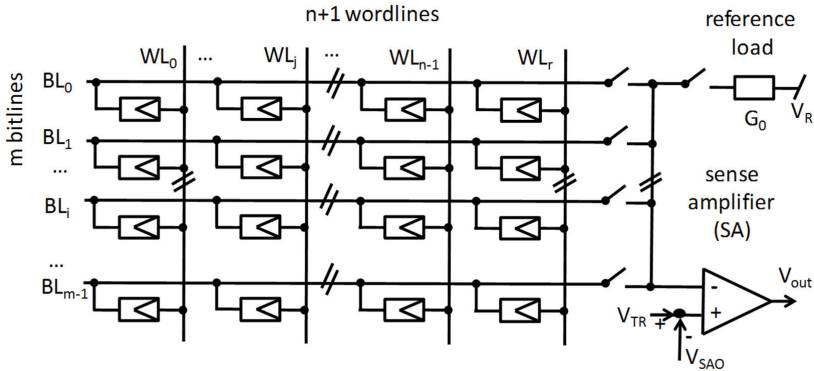 n+1 wordlines
reference
load
WL0 ... WLj ... WLn-1 WLr
BL0
G0
VR
m bitlines
BL1
...
BLi
sense
amplifier
(SA)
...
BLm-1
-
+
Vout
VTR
+
-
VSAO